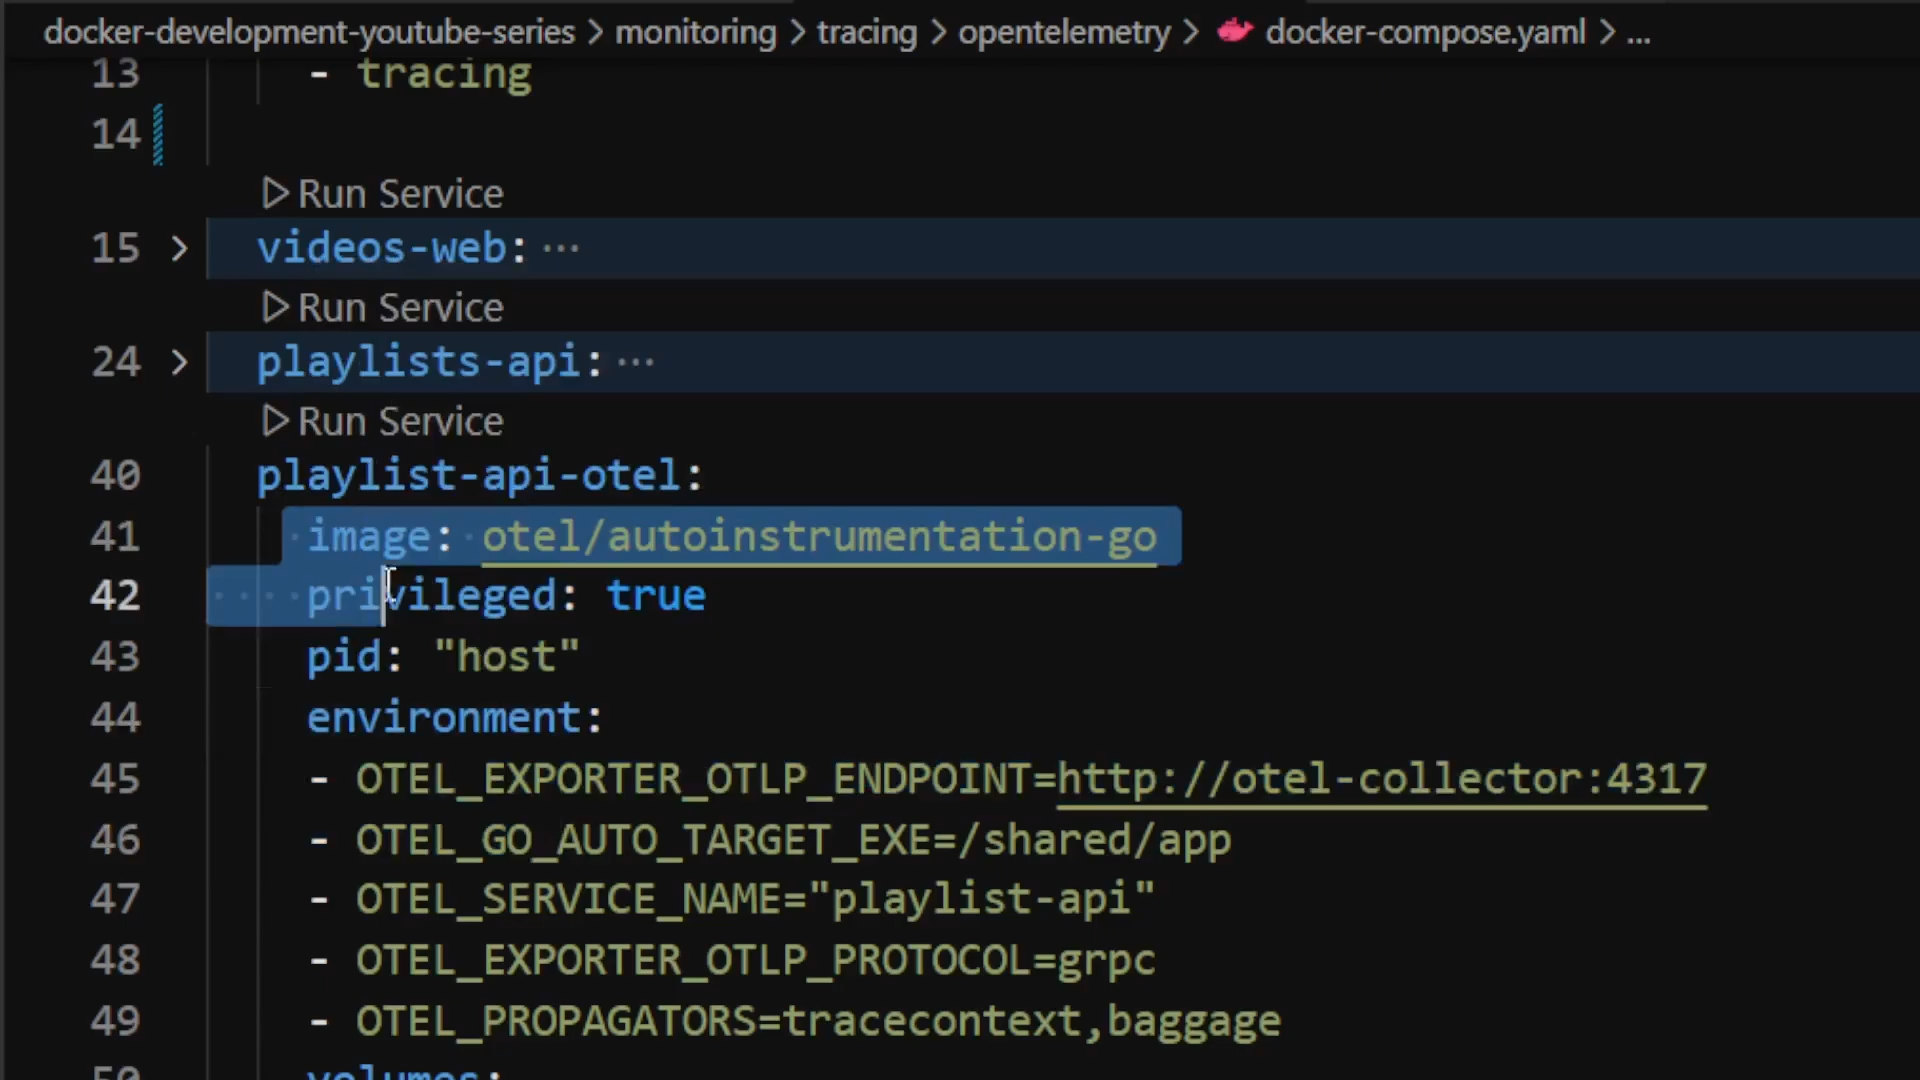 docker-development-youtube-series > monitoring > tracing > opentelemetry > docker-compose.yaml > ...
13 - tracing
14
Run Service
15 > videos-web: ...
Run Service
24 > playlists-api: ...
Run Service
40 playlist-api-otel:
41 image: otel/autoinstrumentation-go
42 privileged: true
43 pid: "host"
44 environment:
45 - OTEL_EXPORTER_OTLP_ENDPOINT=http://otel-collector:4317
46 - OTEL_GO_AUTO_TARGET_EXE=/shared/app
47 - OTEL_SERVICE_NAME="playlist-api"
48 - OTEL_EXPORTER_OTLP_PROTOCOL=grpc
49 - OTEL_PROPAGATORS=tracecontext,baggage
50 volumes: